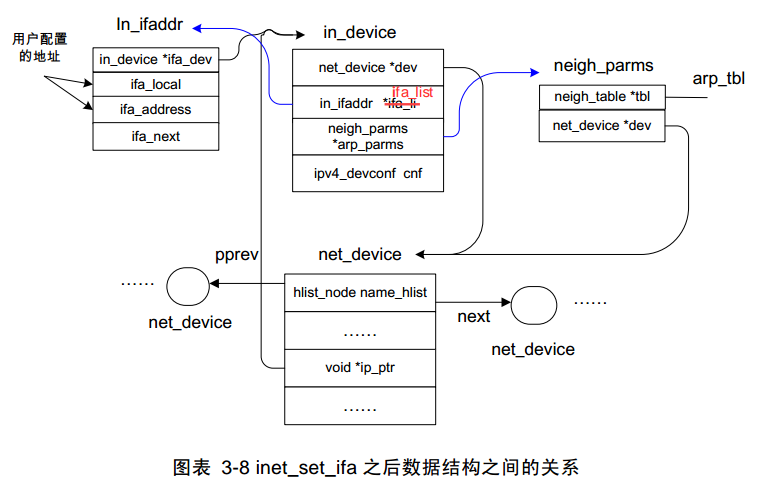 In_ifaddr
in_device
用户配置
的地址
in_device *ifa_dev
ifa_local
ifa_address
ifa_next
net_device *dev
ifa_list
in_ifaddr *ifa_li
neigh_parms
*arp_parms
ipv4_devconf cnf
neigh_parms
arp_tbl
neigh_table *tbl
net_device *dev
pprev
net_device
……
net_device
hlist_node name_hlist
……
void *ip_ptr
……
next
……
net_device
图表 3-8 inet_set_ifa 之后数据结构之间的关系